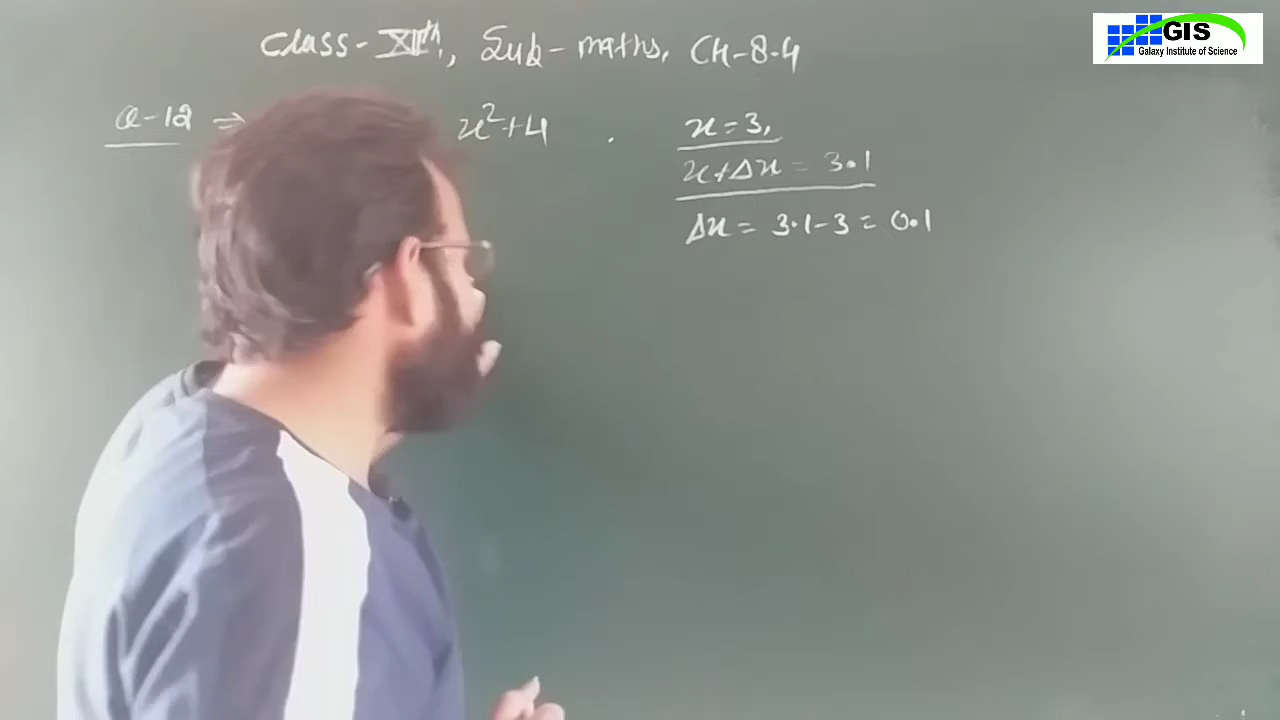 Class-XIIth, Sub-maths, CH-8.4
GIS
Galaxy Institute of Science
Q-12 ⇒ x²+4 . x=3,
x+Δx = 3.1
Δx = 3.1-3 = 0.1